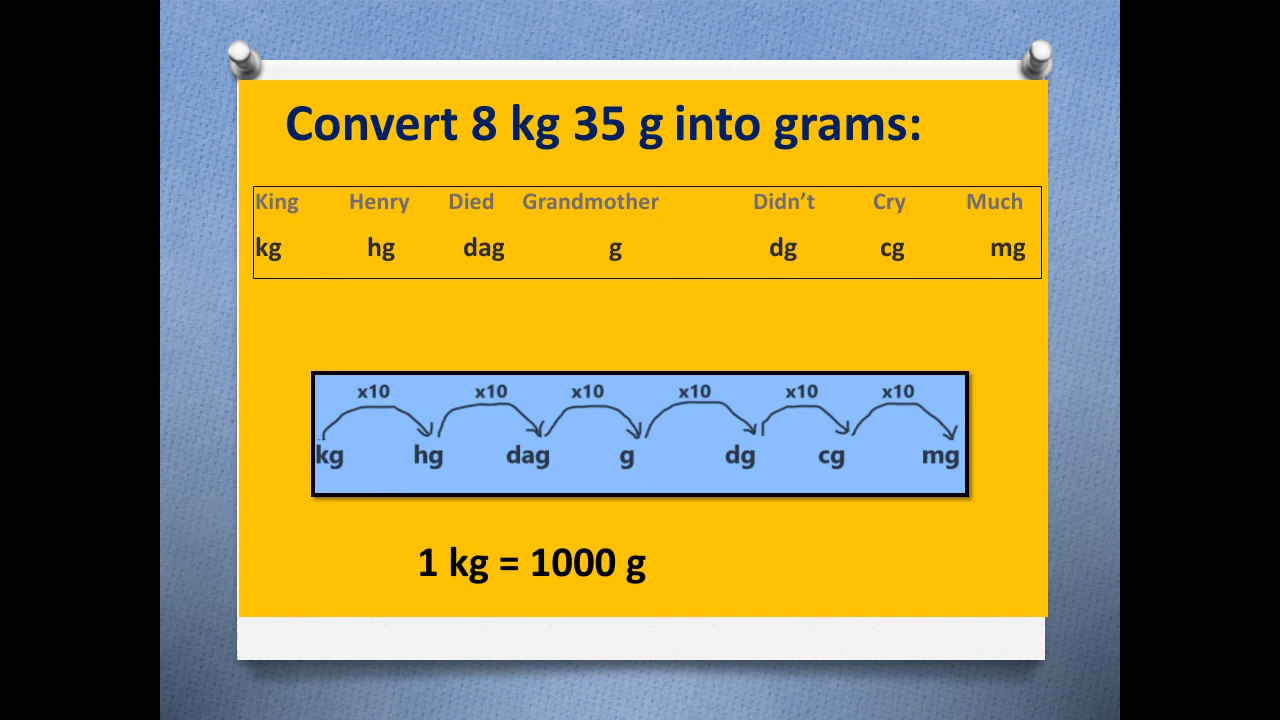 Convert 8 kg 35 g into grams:
King Henry Died Grandmother Didn’t Cry Much
kg hg dag g dg cg mg
x10 x10 x10 x10 x10 x10
kg hg dag g dg cg mg
1 kg = 1000 g